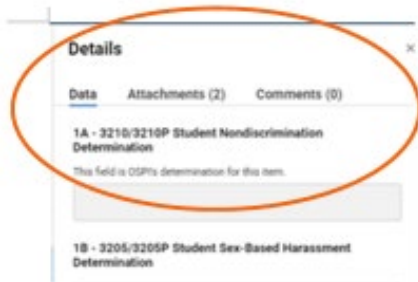 Details ×
Data Attachments (2) Comments (0)
1A - 3210/3210P Student Nondiscrimination
Determination
This field is OSPI's determination for this item.
1B - 3205/3205P Student Sex-Based Harassment
Determination